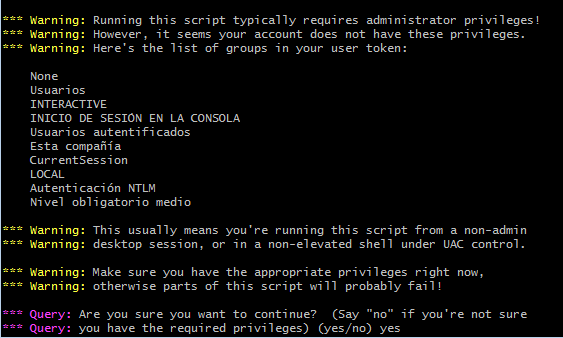 *** Warning: Running this script typically requires administrator privileges!
*** Warning: However, it seems your account does not have these privileges.
*** Warning: Here's the list of groups in your user token:
None
Usuarios
INTERACTIVE
INICIO DE SESIÓN EN LA CONSOLA
Usuarios autentificados
Esta compañía
CurrentSession
LOCAL
Autenticación NTLM
Nivel obligatorio medio
*** Warning: This usually means you're running this script from a non-admin
*** Warning: desktop session, or in a non-elevated shell under UAC control.
*** Warning: Make sure you have the appropriate privileges right now,
*** Warning: otherwise parts of this script will probably fail!
*** Query: Are you sure you want to continue?  (Say "no" if you're not sure
*** Query: you have the required privileges) (yes/no) yes